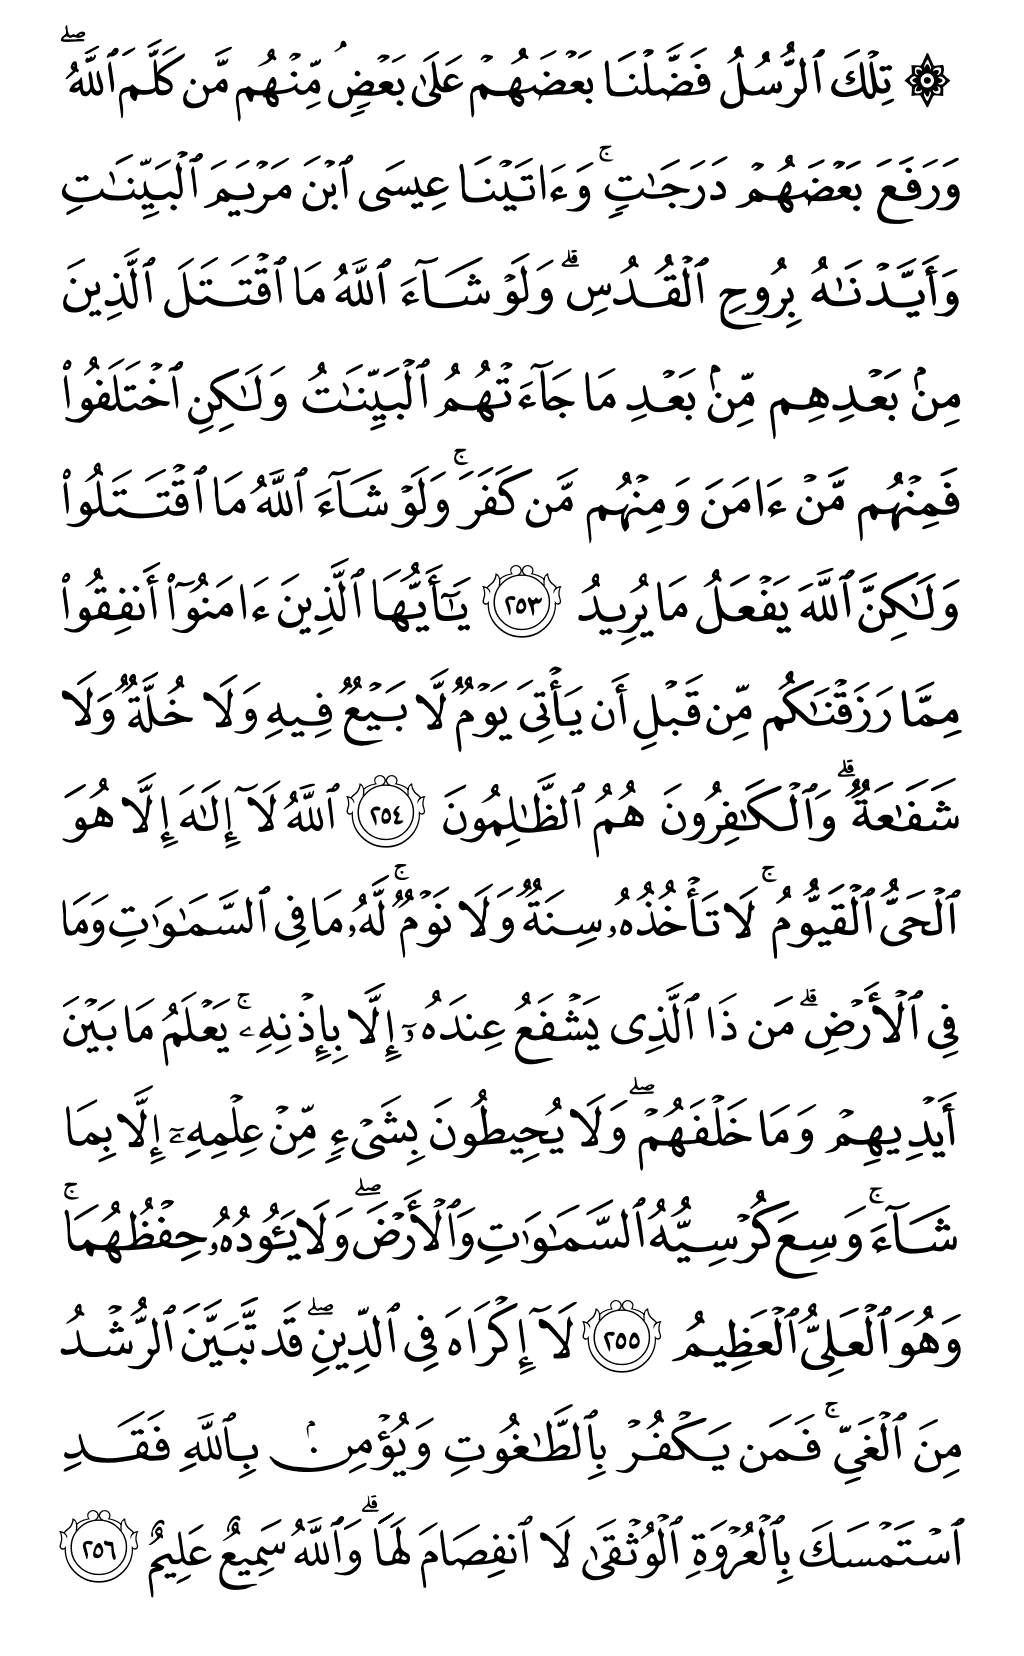 ۞ تِلۡكَ ٱلرُّسُلُ فَضَّلۡنَا بَعۡضَهُمۡ عَلَىٰ بَعۡضٖۘ مِّنۡهُم مَّن كَلَّمَ ٱللَّهُۖ
وَرَفَعَ بَعۡضَهُمۡ دَرَجَٰتٖۚ وَءَاتَيۡنَا عِيسَى ٱبۡنَ مَرۡيَمَ ٱلۡبَيِّنَٰتِ
وَأَيَّدۡنَٰهُ بِرُوحِ ٱلۡقُدُسِۗ وَلَوۡ شَآءَ ٱللَّهُ مَا ٱقۡتَتَلَ ٱلَّذِينَ
مِنۢ بَعۡدِهِم مِّنۢ بَعۡدِ مَا جَآءَتۡهُمُ ٱلۡبَيِّنَٰتُ وَلَٰكِنِ ٱخۡتَلَفُواْ
فَمِنۡهُم مَّنۡ ءَامَنَ وَمِنۡهُم مَّن كَفَرَۚ وَلَوۡ شَآءَ ٱللَّهُ مَا ٱقۡتَتَلُواْ
وَلَٰكِنَّ ٱللَّهَ يَفۡعَلُ مَا يُرِيدُ ٢٥٣ يَٰٓأَيُّهَا ٱلَّذِينَ ءَامَنُوٓاْ أَنفِقُواْ
مِمَّا رَزَقۡنَٰكُم مِّن قَبۡلِ أَن يَأۡتِيَ يَوۡمٞ لَّا بَيۡعٞ فِيهِ وَلَا خُلَّةٞ وَلَا
شَفَٰعَةٞۗ وَٱلۡكَٰفِرُونَ هُمُ ٱلظَّٰلِمُونَ ٢٥٤ ٱللَّهُ لَآ إِلَٰهَ إِلَّا هُوَ
ٱلۡحَيُّ ٱلۡقَيُّومُۚ لَا تَأۡخُذُهُۥ سِنَةٞ وَلَا نَوۡمٞۚ لَّهُۥ مَا فِي ٱلسَّمَٰوَٰتِ وَمَا
فِي ٱلۡأَرۡضِۗ مَن ذَا ٱلَّذِي يَشۡفَعُ عِندَهُۥٓ إِلَّا بِإِذۡنِهِۦۚ يَعۡلَمُ مَا بَيۡنَ
أَيۡدِيهِمۡ وَمَا خَلۡفَهُمۡۖ وَلَا يُحِيطُونَ بِشَيۡءٖ مِّنۡ عِلۡمِهِۦٓ إِلَّا بِمَا
شَآءَۚ وَسِعَ كُرۡسِيُّهُ ٱلسَّمَٰوَٰتِ وَٱلۡأَرۡضَۖ وَلَا يَـُٔودُهُۥ حِفۡظُهُمَاۚ
وَهُوَ ٱلۡعَلِيُّ ٱلۡعَظِيمُ ٢٥٥ لَآ إِكۡرَاهَ فِي ٱلدِّينِۖ قَد تَّبَيَّنَ ٱلرُّشۡدُ
مِنَ ٱلۡغَيِّۚ فَمَن يَكۡفُرۡ بِٱلطَّٰغُوتِ وَيُؤۡمِنۢ بِٱللَّهِ فَقَدِ
ٱسۡتَمۡسَكَ بِٱلۡعُرۡوَةِ ٱلۡوُثۡقَىٰ لَا ٱنفِصَامَ لَهَاۗ وَٱللَّهُ سَمِيعٌ عَلِيمٌ ٢٥٦